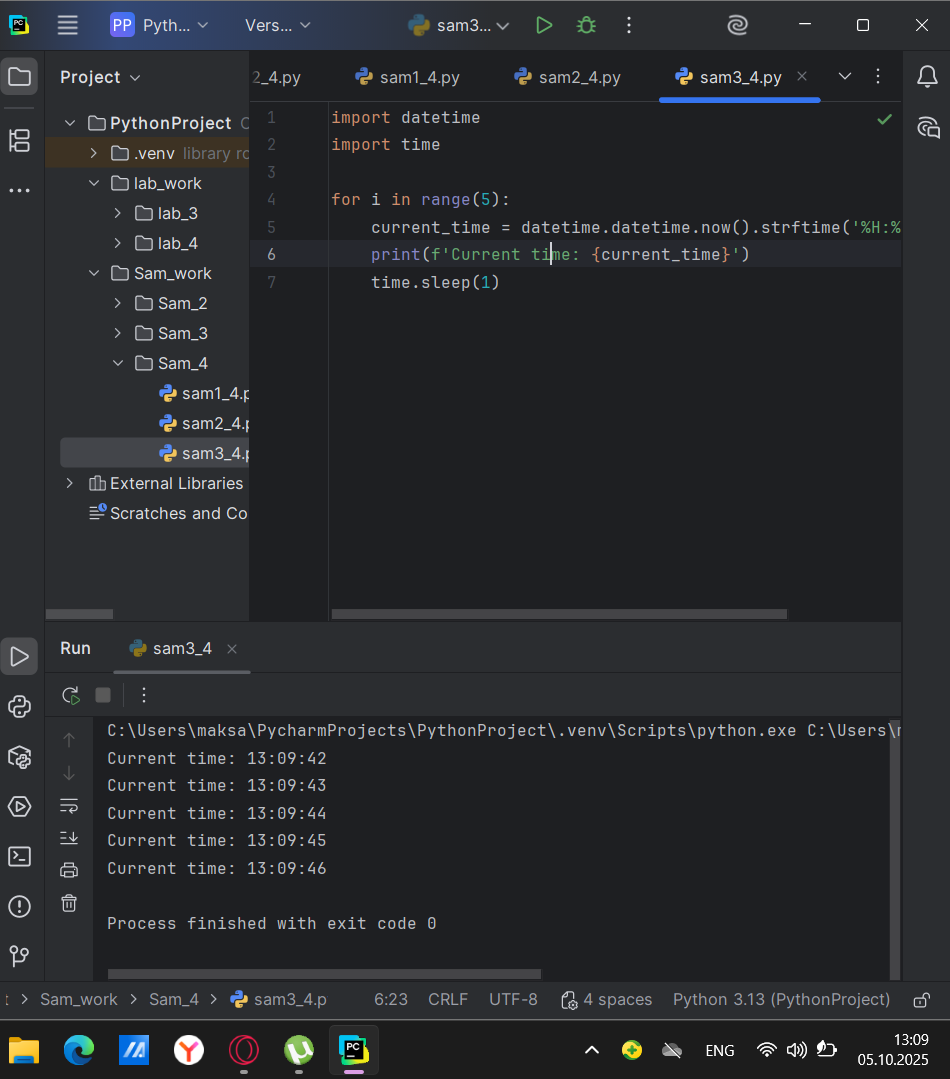 PP Pyth... Vers... sam3...
Project
2_4.py sam1_4.py sam2_4.py sam3_4.py
PythonProject
.venv library ro
lab_work
lab_3
lab_4
Sam_work
Sam_2
Sam_3
Sam_4
sam1_4.p
sam2_4.p
sam3_4.p
External Libraries
Scratches and Co
1 import datetime
2 import time
3
4 for i in range(5):
5 current_time = datetime.datetime.now().strftime('%H:%
6 print(f'Current time: {current_time}')
7 time.sleep(1)
Run sam3_4
C:\Users\maksa\PycharmProjects\PythonProject\.venv\Scripts\python.exe C:\Users\
Current time: 13:09:42
Current time: 13:09:43
Current time: 13:09:44
Current time: 13:09:45
Current time: 13:09:46
Process finished with exit code 0
t > Sam_work > Sam_4 > sam3_4.p 6:23 CRLF UTF-8 4 spaces Python 3.13 (PythonProject)
ENG 13:09
05.10.2025